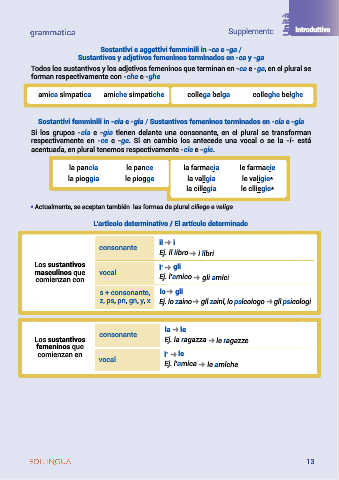 grammatica
Supplemento
Unità
Introduttiva
Sostantivi e aggettivi femminili in -ca e -ga /
Sustantivos y adjetivos femeninos terminados en -ca y -ga
Todos los sustantivos y los adjetivos femeninos que terminan en -ca e -ga, en el plural se
forman respectivamente con -che e -ghe
amica simpatica amiche simpatiche collega belga colleghe belghe
Sostantivi femminili in -cia e -gia / Sustantivos femeninos terminados en -cia e -gia
Si los grupos -cia e -gia tienen delante una consonante, en el plural se transforman
respectivamente en -ce e -ge. Si en cambio los antecede una vocal o se la -i- está
acentuada, en plural tenemos respectivamente -cie e -gie.
la pancia le pance la farmacia le farmacie
la pioggia le piogge la valigia le valigie*
la ciliegia le ciliegie*
* Actualmente, se aceptan también las formas de plural ciliege e valige
L'articolo determinativo / El artículo determinado
Los sustantivos
masculinos que
comienzan con
consonante
il → i
Ej. il libro → i libri
vocal
l' → gli
Ej. l'amico → gli amici
s + consonante,
z, ps, pn, gn, y, x
lo → gli
Ej. lo zaino → gli zaini, lo psicologo → gli psicologi
Los sustantivos
femeninos que
comienzan en
consonante
la → le
Ej. la ragazza → le ragazze
vocal
l' → le
Ej. l'amica → le amiche
EDILINGUA
13